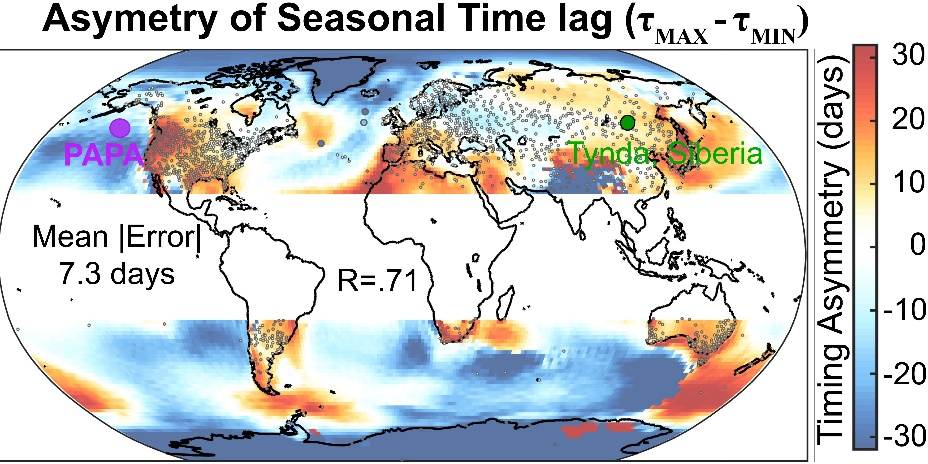 Asymetry of Seasonal Time lag (τMAX - τMIN)
PAPA
Tynda, Siberia
Mean |Error|
7.3 days
R=.71
30
20
10
0
-10
-20
-30
Timing Asymmetry (days)